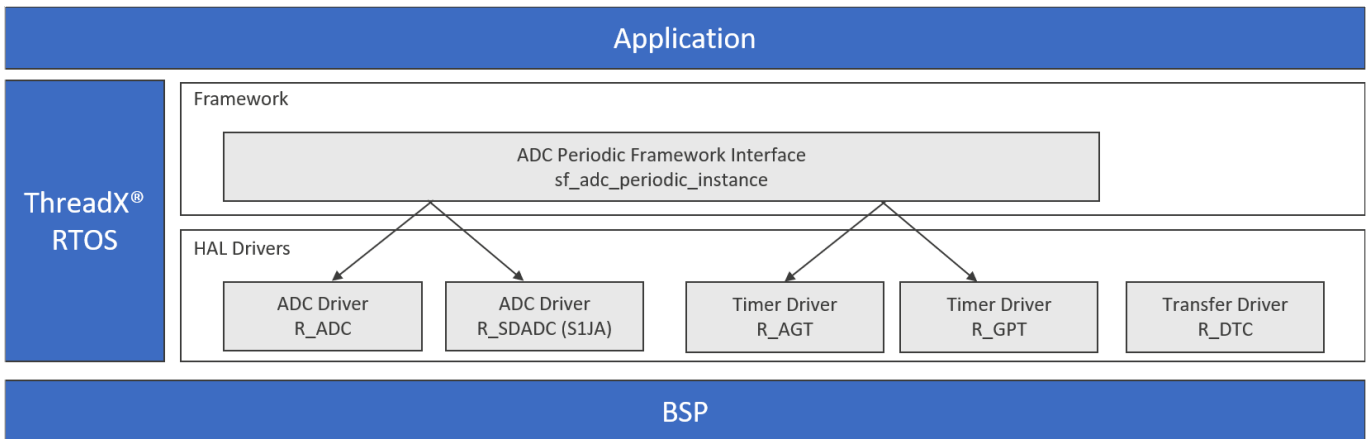 Application
ThreadX®
RTOS
Framework
ADC Periodic Framework Interface
sf_adc_periodic_instance
HAL Drivers
ADC Driver
R_ADC
ADC Driver
R_SDADC (S1JA)
Timer Driver
R_AGT
Timer Driver
R_GPT
Transfer Driver
R_DTC
BSP